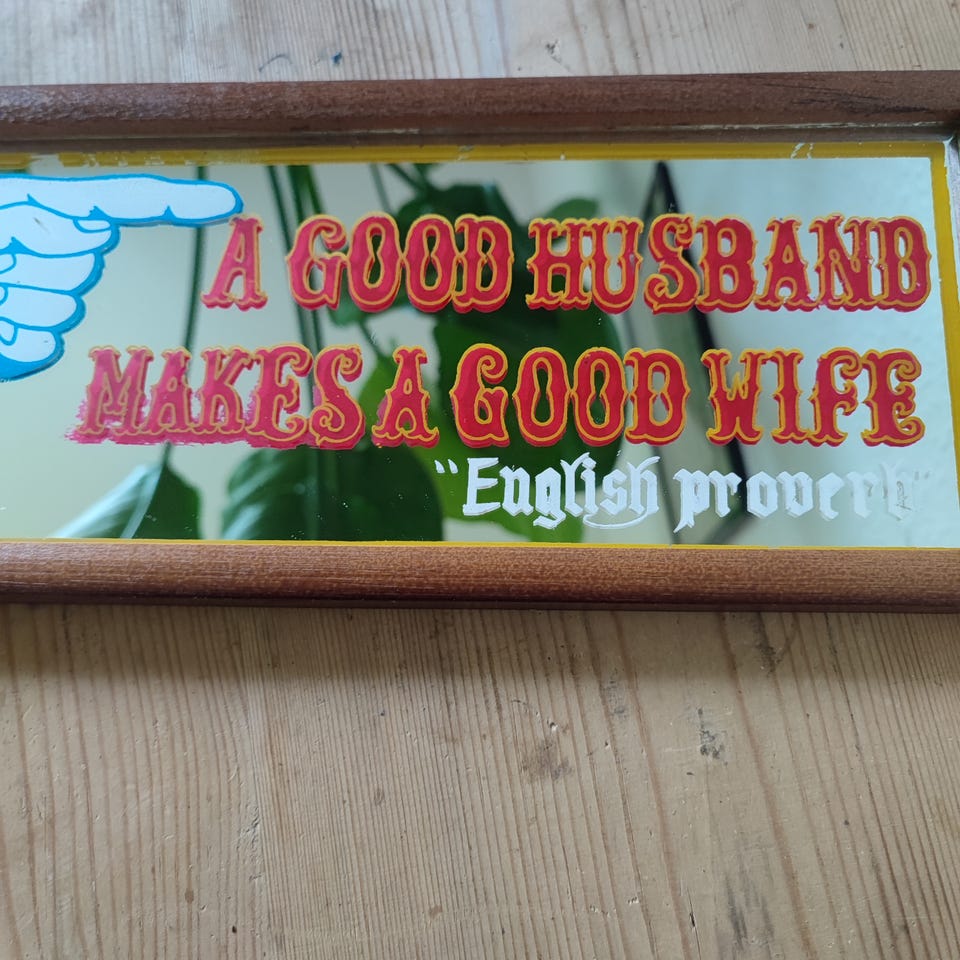 A GOOD HUSBAND
MAKES A GOOD WIFE
"English proverb"